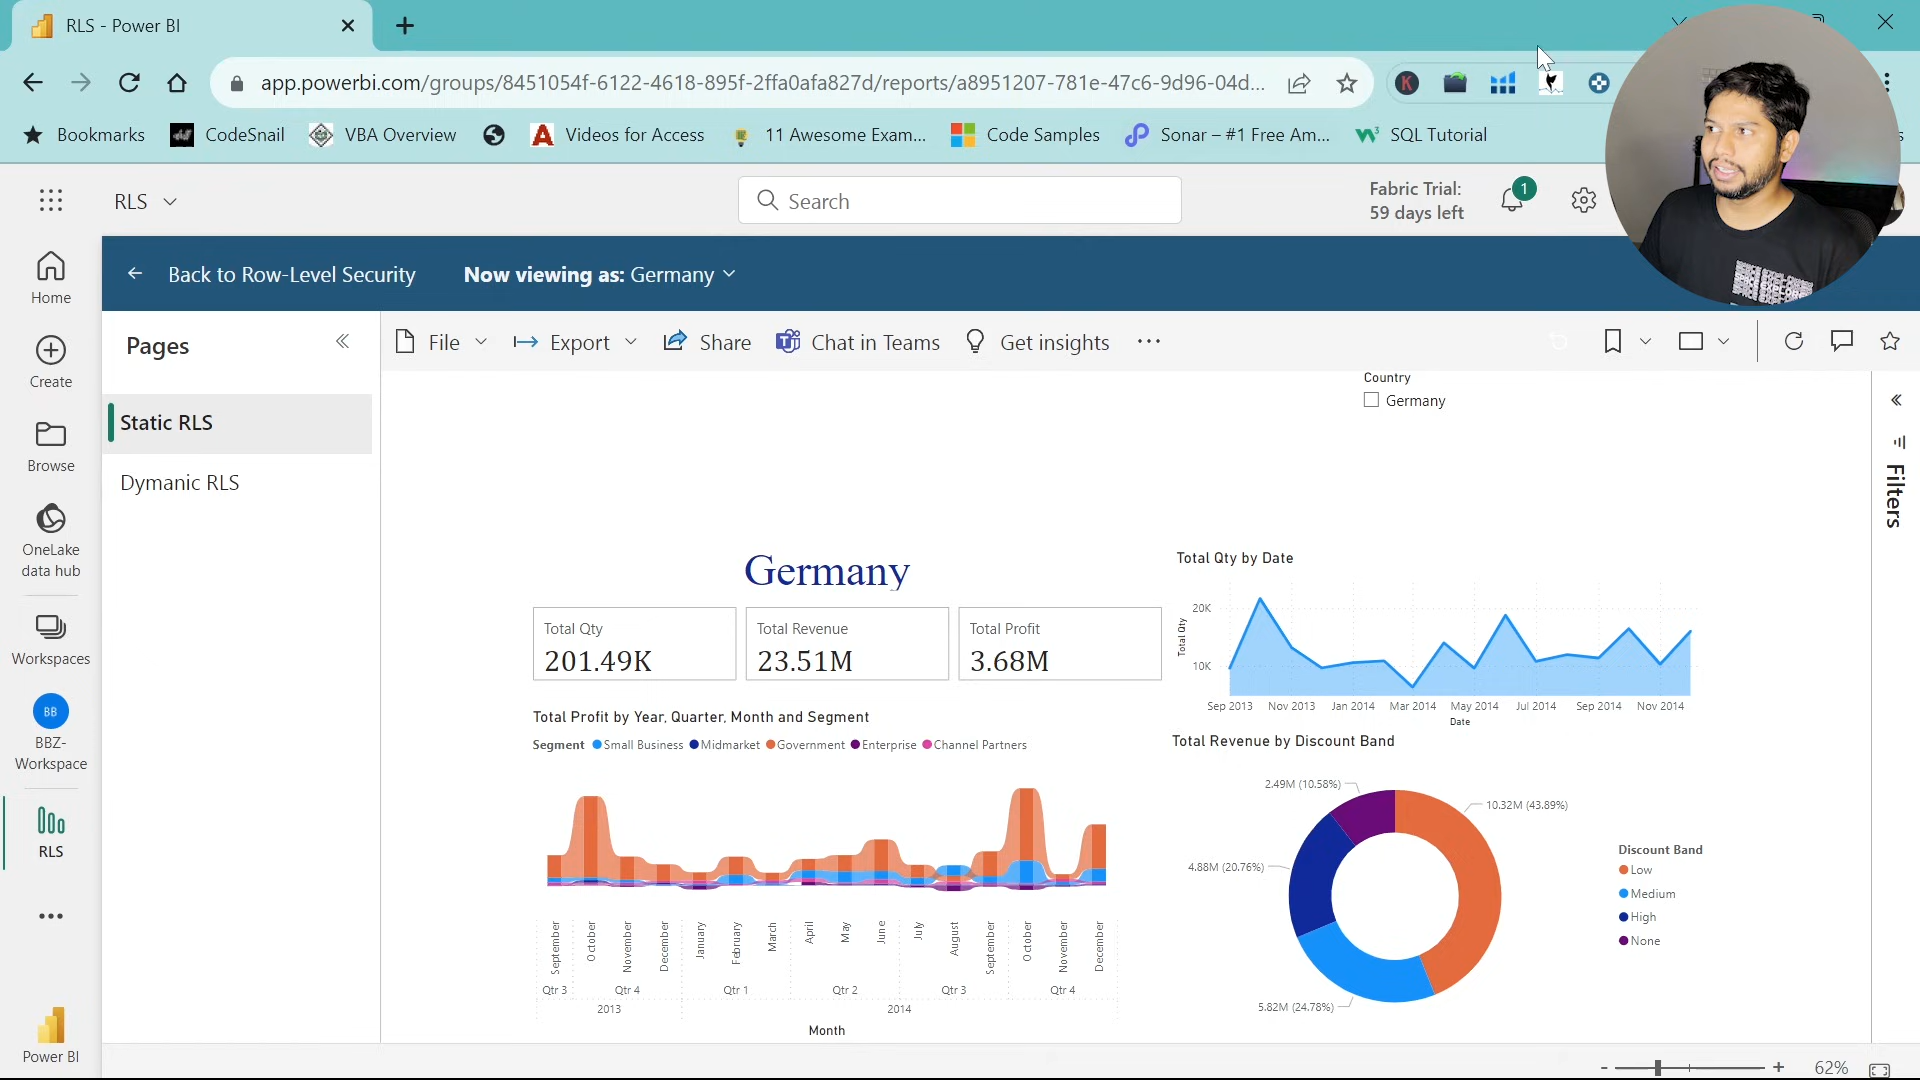 RLS - Power BI
app.powerbi.com/groups/8451054f-6122-4618-895f-2ffa0afa827d/reports/a8951207-781e-47c6-9d96-04d...
K
Bookmarks
CodeSnail
VBA Overview
Videos for Access
11 Awesome Exam...
Code Samples
Sonar – #1 Free Am...
SQL Tutorial
RLS
Search
Fabric Trial:
59 days left
1
Back to Row-Level Security
Now viewing as: Germany
Home
Create
Browse
OneLake
data hub
Workspaces
BB
BBZ-
Workspace
RLS
Power BI
Pages
Static RLS
Dymanic RLS
File
Export
Share
Chat in Teams
Get insights
Country
Germany
Filters
Germany
Total Qty
201.49K
Total Revenue
23.51M
Total Profit
3.68M
Total Qty by Date
Total Qty
20K
10K
Sep 2013
Nov 2013
Jan 2014
Mar 2014
May 2014
Jul 2014
Sep 2014
Nov 2014
Date
Total Profit by Year, Quarter, Month and Segment
Segment Small Business Midmarket Government Enterprise Channel Partners
September
October
November
December
January
February
March
April
May
June
July
August
September
October
November
December
Qtr 3
Qtr 4
Qtr 1
Qtr 2
Qtr 3
Qtr 4
2013
2014
Month
Total Revenue by Discount Band
2.49M (10.58%)
10.32M (43.89%)
4.88M (20.76%)
5.82M (24.78%)
Discount Band
Low
Medium
High
None
- +
62%